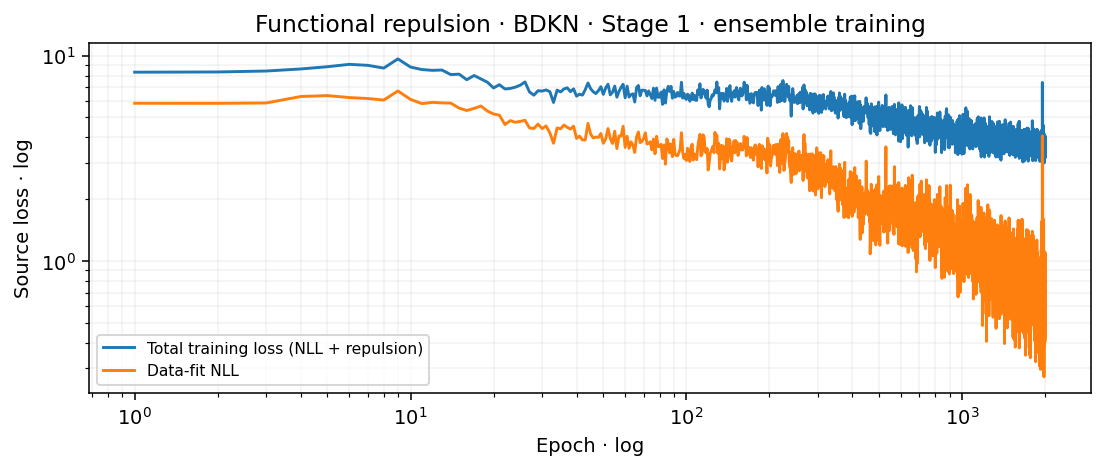 Functional repulsion · BDKN · Stage 1 · ensemble training
Source loss · log
10¹
10⁰
Total training loss (NLL + repulsion)
Data-fit NLL
10⁰ 10¹ 10² 10³
Epoch · log